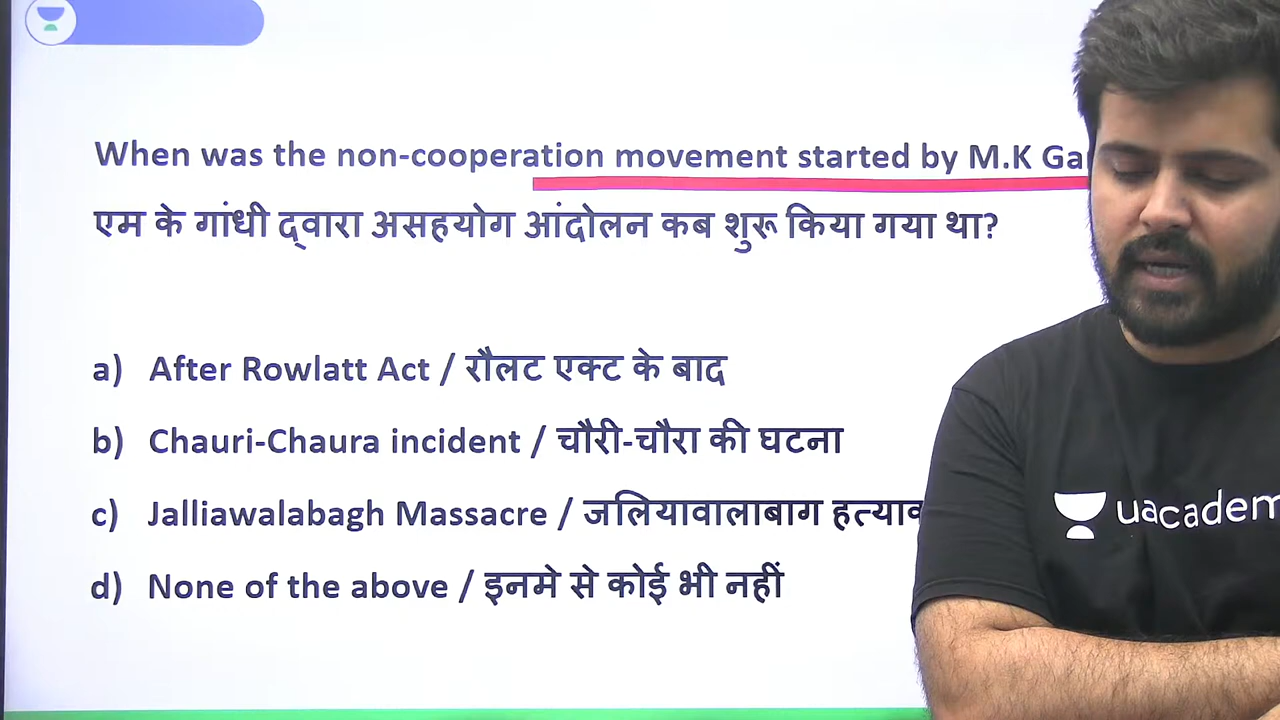 When was the non-cooperation movement started by M.K
एम के गांधी द्वारा असहयोग आंदोलन कब शुरू किया गया था?
a) After Rowlatt Act / रौलट एक्ट के बाद
b) Chauri-Chaura incident / चौरी-चौरा की घटना
c) Jalliawalabagh Massacre / जलियावालाबाग
d) None of the above / इनमे से कोई भी नहीं
uacadem